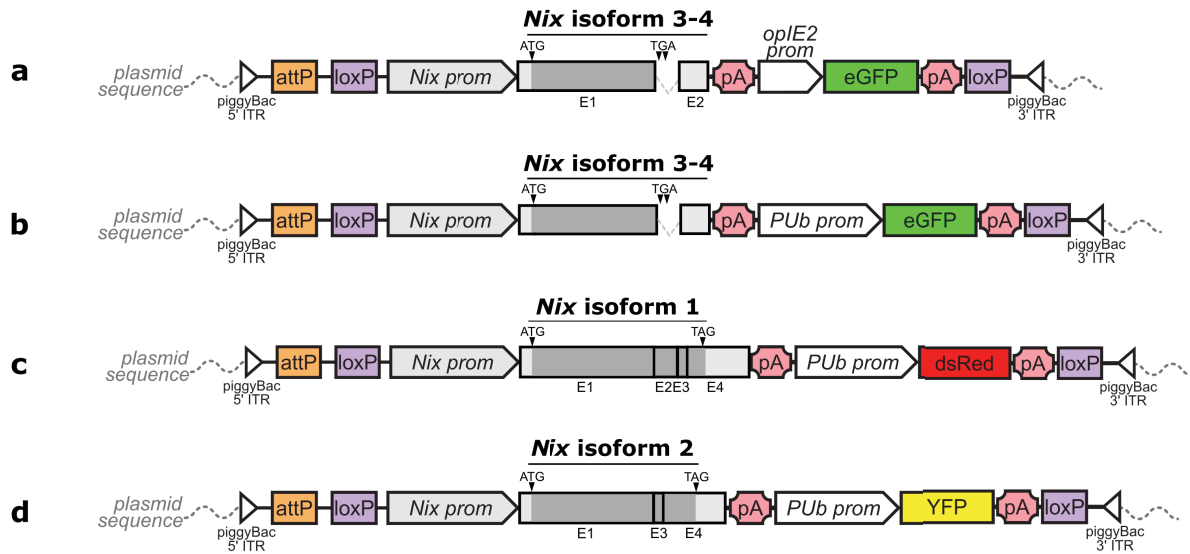 Nix isoform 3-4
a
plasmid
sequence
piggyBac
5' ITR
attP
loxP
Nix prom
ATG
TGA
E1
E2
pA
opIE2
prom
eGFP
pA
loxP
piggyBac
3' ITR
Nix isoform 3-4
b
plasmid
sequence
piggyBac
5' ITR
attP
loxP
Nix prom
ATG
TGA
E1
E2
pA
PUb prom
eGFP
pA
loxP
piggyBac
3' ITR
Nix isoform 1
c
plasmid
sequence
piggyBac
5' ITR
attP
loxP
Nix prom
ATG
TAG
E1
E2
E3
E4
pA
PUb prom
dsRed
pA
loxP
piggyBac
3' ITR
Nix isoform 2
d
plasmid
sequence
piggyBac
5' ITR
attP
loxP
Nix prom
ATG
TAG
E1
E3
E4
pA
PUb prom
YFP
pA
loxP
piggyBac
3' ITR